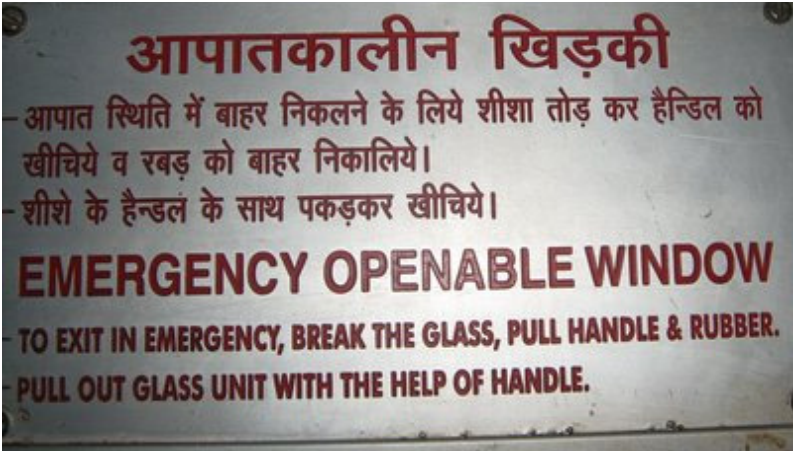 आपातकालीन खिड़की
- आपात स्थिति में बाहर निकलने के लिये शीशा तोड़ कर हैन्डिल को
खीचिये व रबड़ को बाहर निकालिये।
- शीशे के हैन्डल के साथ पकड़कर खीचिये।
EMERGENCY OPENABLE WINDOW
- TO EXIT IN EMERGENCY, BREAK THE GLASS, PULL HANDLE & RUBBER.
- PULL OUT GLASS UNIT WITH THE HELP OF HANDLE.